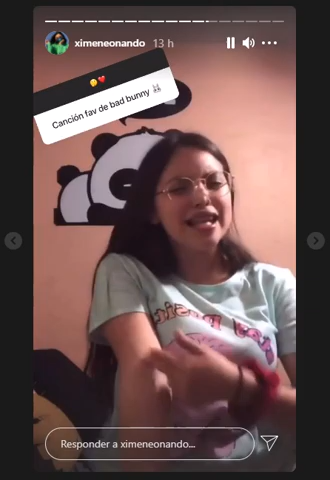 ximeneonando 13 h
Canción fav de bad bunny
Responder a ximeneonando...